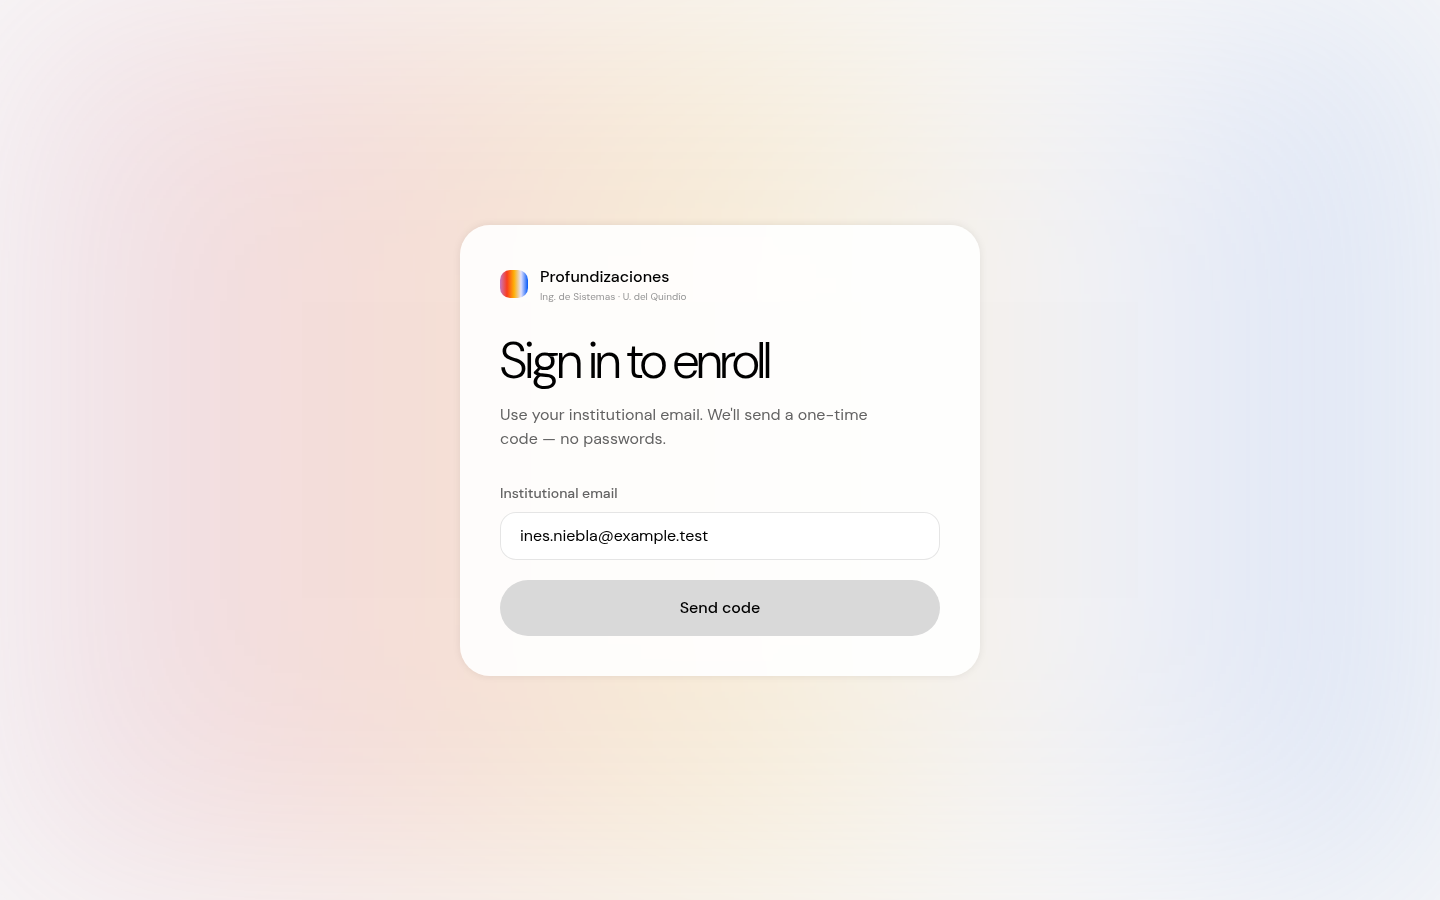 Profundizaciones
Ing. de Sistemas · U. del Quindío
Sign in to enroll
Use your institutional email. We'll send a one-time
code — no passwords.
Institutional email
ines.niebla@example.test
Send code